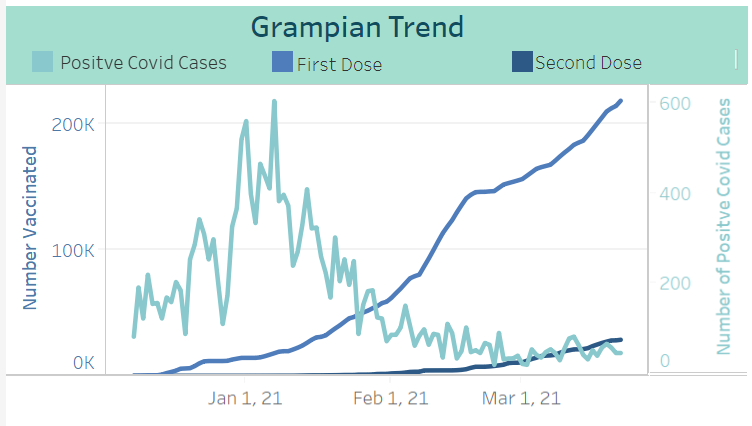 Grampian Trend
Positve Covid Cases
First Dose
Second Dose
Number Vaccinated
200K
100K
0K
600
400
200
0
Number of Positve Covid Cases
Jan 1, 21
Feb 1, 21
Mar 1, 21